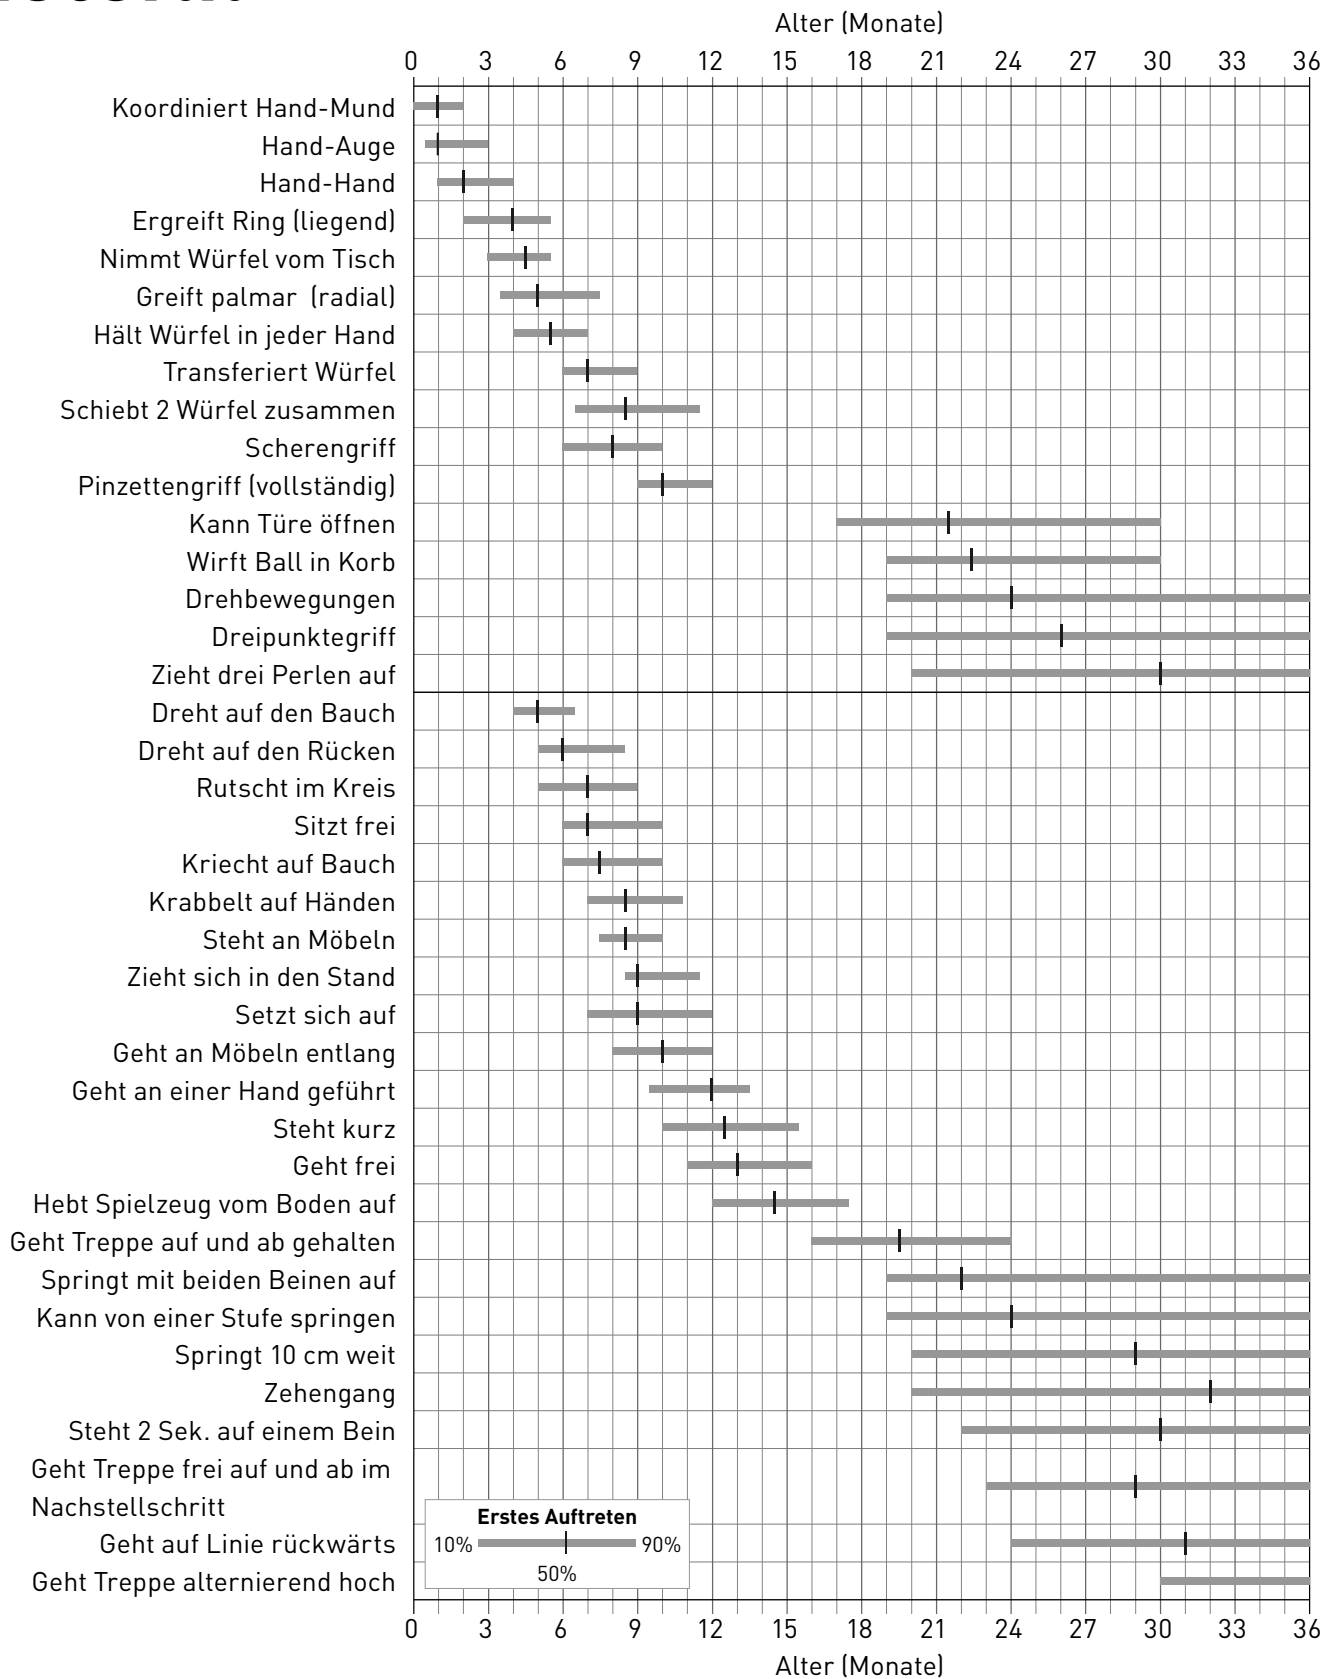 Alter (Monate)
0 3 6 9 12 15 18 21 24 27 30 33 36
Koordiniert Hand-Mund
Hand-Auge
Hand-Hand
Ergreift Ring (liegend)
Nimmt Würfel vom Tisch
Greift palmar (radial)
Hält Würfel in jeder Hand
Transferiert Würfel
Schiebt 2 Würfel zusammen
Scherengriff
Pinzettengriff (vollständig)
Kann Türe öffnen
Wirft Ball in Korb
Drehbewegungen
Dreipunktegriff
Zieht drei Perlen auf
Dreht auf den Bauch
Dreht auf den Rücken
Rutscht im Kreis
Sitzt frei
Kriecht auf Bauch
Krabbelt auf Händen
Steht an Möbeln
Zieht sich in den Stand
Setzt sich auf
Geht an Möbeln entlang
Geht an einer Hand geführt
Steht kurz
Geht frei
Hebt Spielzeug vom Boden auf
Geht Treppe auf und ab gehalten
Springt mit beiden Beinen auf
Kann von einer Stufe springen
Springt 10 cm weit
Zehengang
Steht 2 Sek. auf einem Bein
Geht Treppe frei auf und ab im
Nachstellschritt
Erstes Auftreten
Geht auf Linie rückwärts
10% 90%
50%
Geht Treppe alternierend hoch
0 3 6 9 12 15 18 21 24 27 30 33 36
Alter (Monate)